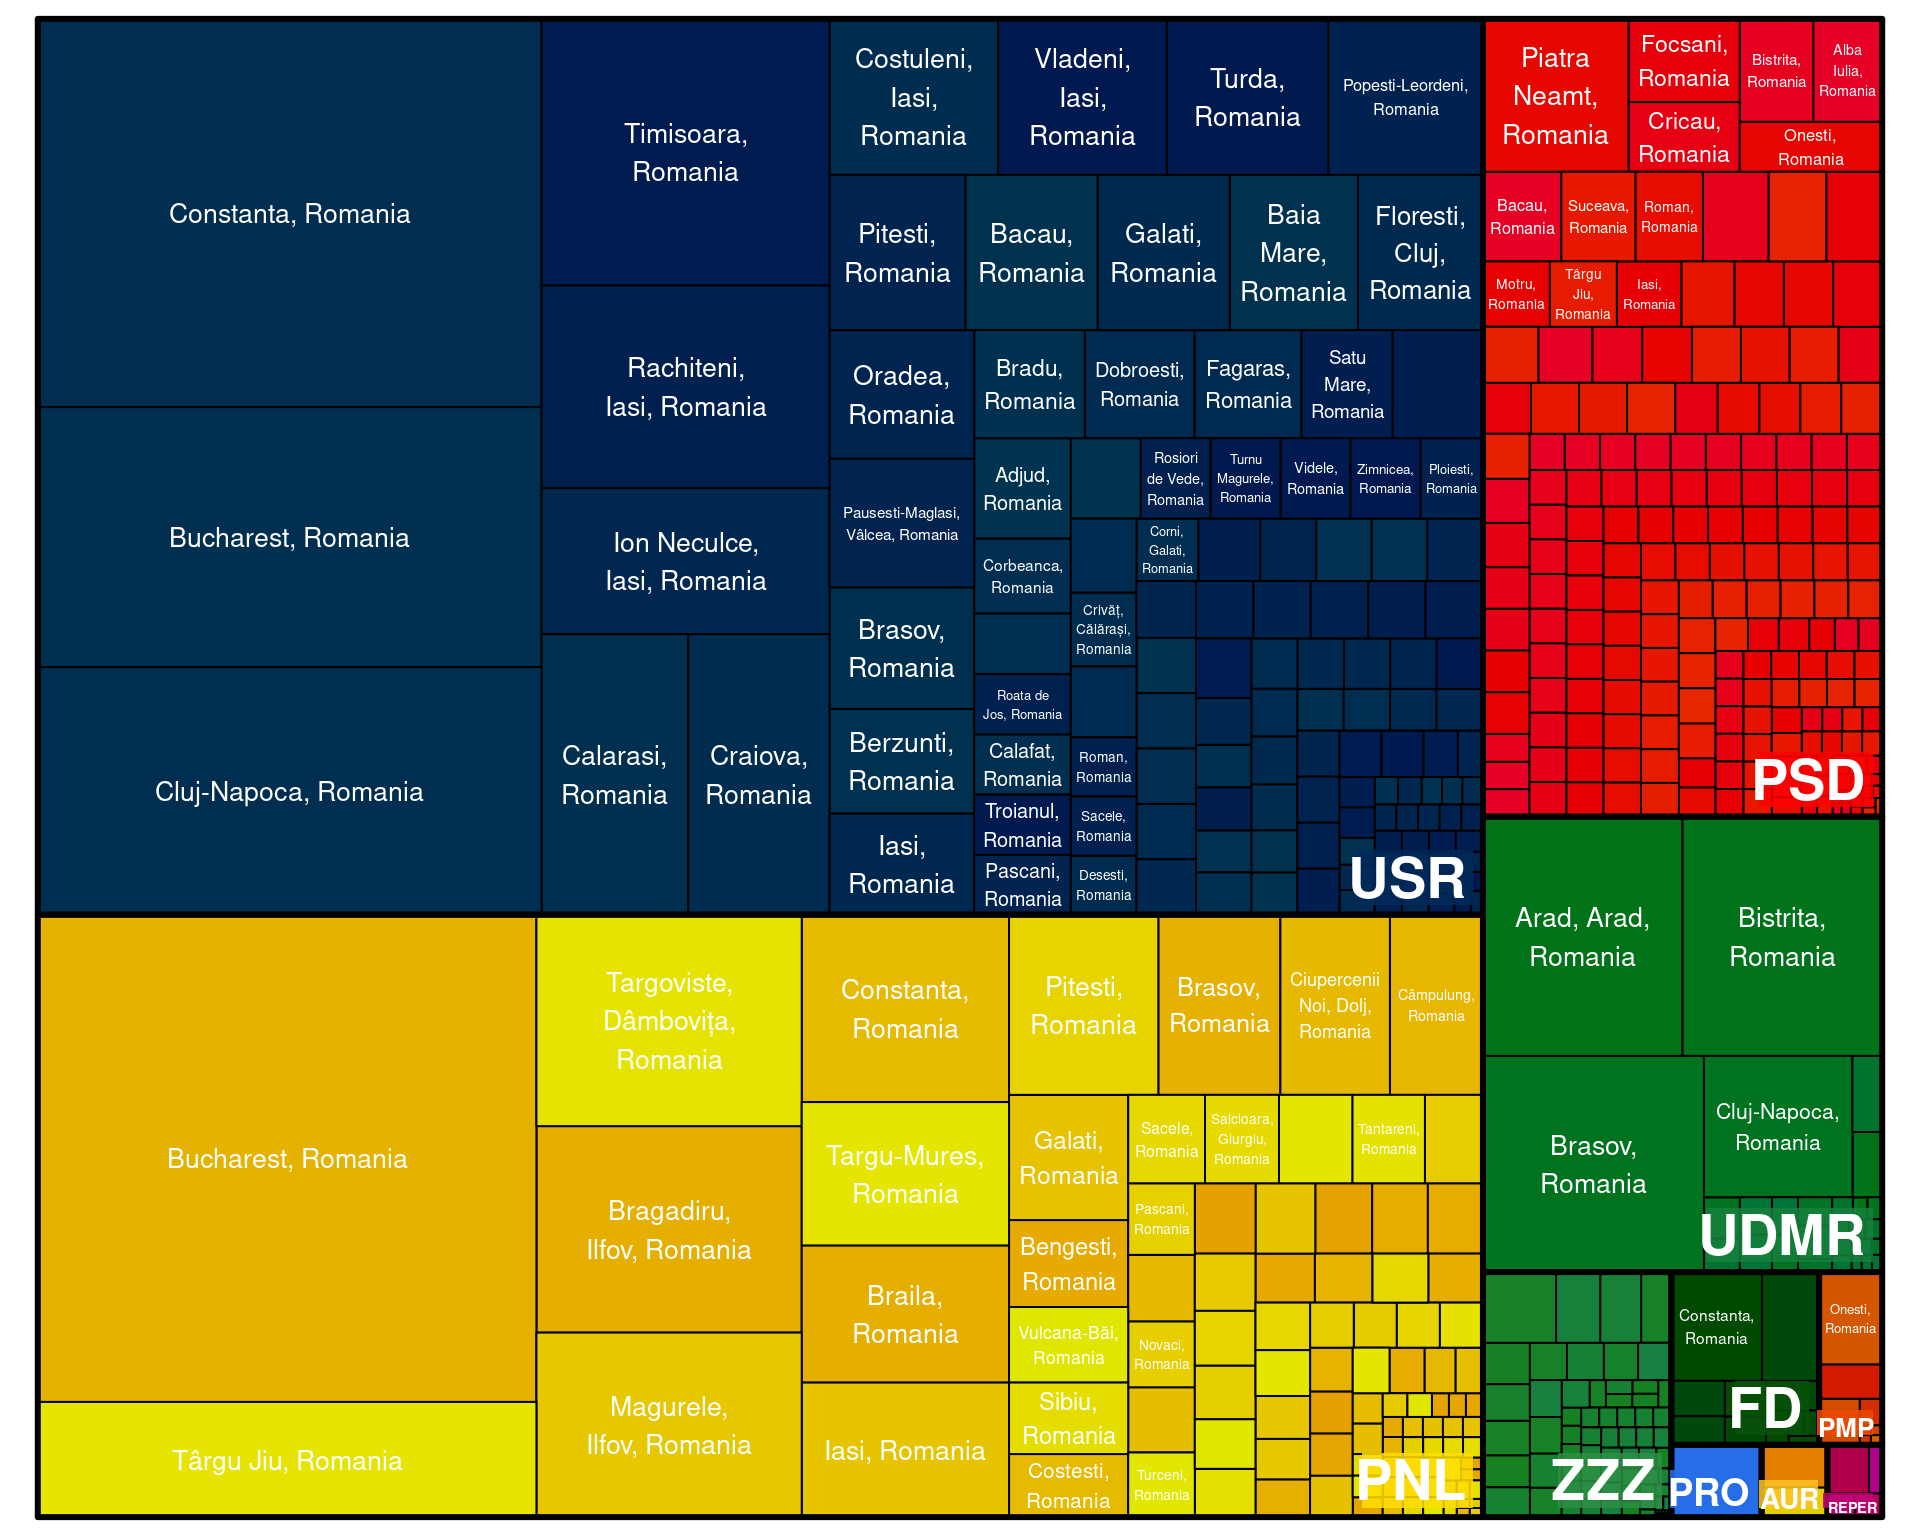 Constanta, Romania
Bucharest, Romania
Cluj-Napoca, Romania
Timisoara,
Romania
Rachiteni,
Iasi, Romania
Ion Neculce,
Iasi, Romania
Calarasi,
Romania
Craiova,
Romania
Costuleni,
Iasi,
Romania
Vladeni,
Iasi,
Romania
Turda,
Romania
Popesti-Leordeni,
Romania
Pitesti,
Romania
Bacau,
Romania
Galati,
Romania
Baia
Mare,
Romania
Floresti,
Cluj,
Romania
Oradea,
Romania
Pausesti-Maglasi,
Vâlcea, Romania
Brasov,
Romania
Berzunti,
Romania
Iasi,
Romania
Bradu,
Romania
Dobroesti,
Romania
Fagaras,
Romania
Satu
Mare,
Romania
Adjud,
Romania
Corbeanca,
Romania
Roata de
Jos, Romania
Calafat,
Romania
Troianul,
Romania
Pascani,
Romania
Rosiori
de Vede,
Romania
Turnu
Magurele,
Romania
Videle,
Romania
Zimnicea,
Romania
Ploiesti,
Romania
Corni,
Galati,
Romania
Crivăț,
Călărași,
Romania
Roman,
Romania
Sacele,
Romania
Desesti,
Romania
USR
Bucharest, Romania
Târgu Jiu, Romania
Targoviste,
Dâmbovița,
Romania
Bragadiru,
Ilfov, Romania
Magurele,
Ilfov, Romania
Constanta,
Romania
Targu-Mures,
Romania
Braila,
Romania
Iasi, Romania
Pitesti,
Romania
Brasov,
Romania
Ciupercenii
Noi, Dolj,
Romania
Câmpulung,
Romania
Galati,
Romania
Bengesti,
Romania
Vulcana-Băi,
Romania
Sibiu,
Romania
Costesti,
Romania
Sacele,
Romania
Salcioara,
Giurgiu,
Romania
Tantareni,
Romania
Pascani,
Romania
Novaci,
Romania
Turceni,
Romania
PNL
Piatra
Neamt,
Romania
Focsani,
Romania
Cricau,
Romania
Bistrita,
Romania
Alba
Iulia,
Romania
Onesti,
Romania
Bacau,
Romania
Suceava,
Romania
Roman,
Romania
Motru,
Romania
Târgu
Jiu,
Romania
Iasi,
Romania
PSD
Arad, Arad,
Romania
Bistrita,
Romania
Brasov,
Romania
Cluj-Napoca,
Romania
UDMR
ZZZ
Constanta,
Romania
FD
Onesti,
Romania
PMP
PRO
AUR
REPER